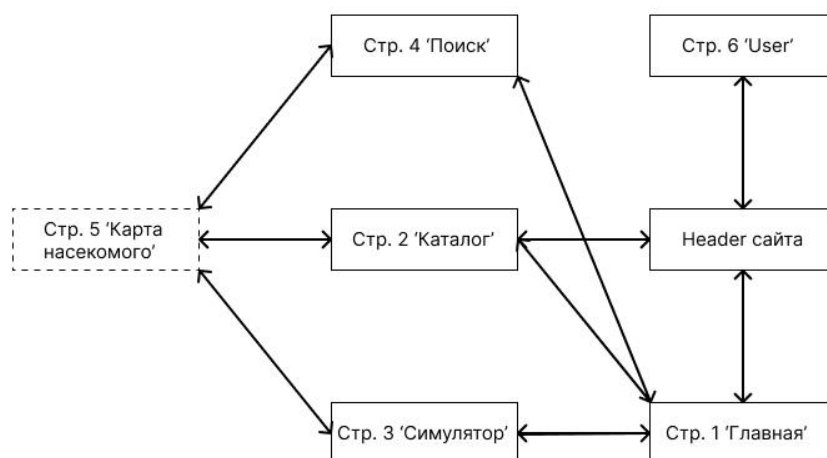 Стр. 4 ‘Поиск’
Стр. 6 ‘User’
Стр. 5 ‘Карта
насекомого’
Стр. 2 ‘Каталог’
Header сайта
Стр. 3 ‘Симулятор’
Стр. 1 ‘Главная’